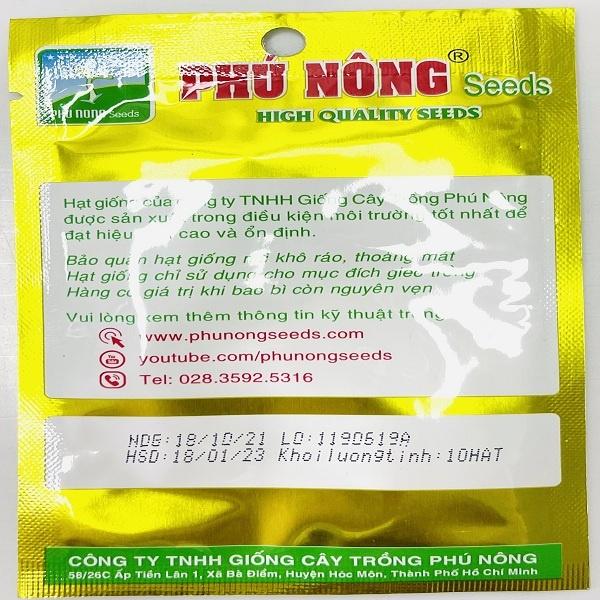 PHÚ NÔNG® Seeds
PHU NONG Seeds
HIGH QUALITY SEEDS
Hạt giống của công ty TNHH Giống Cây Trồng Phú Nông
được sản xuất trong điều kiện môi trường tốt nhất để
đạt hiệu cao và ổn định.
Bảo quản hạt giống nơi khô ráo, thoáng mát
Hạt giống chỉ sử dụng cho mục đích gieo trồng
Hàng có giá trị khi bao bì còn nguyên vẹn
Vui lòng xem thêm thông tin kỹ thuật trong
www.phunongseeds.com
You Tube youtube.com/phunongseeds
Tel: 028.3592.5316
NDG:18/10/21 LO:1190619A
HSD:18/01/23 Khoiluongtinh:10HAT
CÔNG TY TNHH GIỐNG CÂY TRỒNG PHÚ NÔNG
58/26C Ấp Tiền Lân 1, Xã Bà Điểm, Huyện Hóc Môn, Thành Phố Hồ Chí Minh